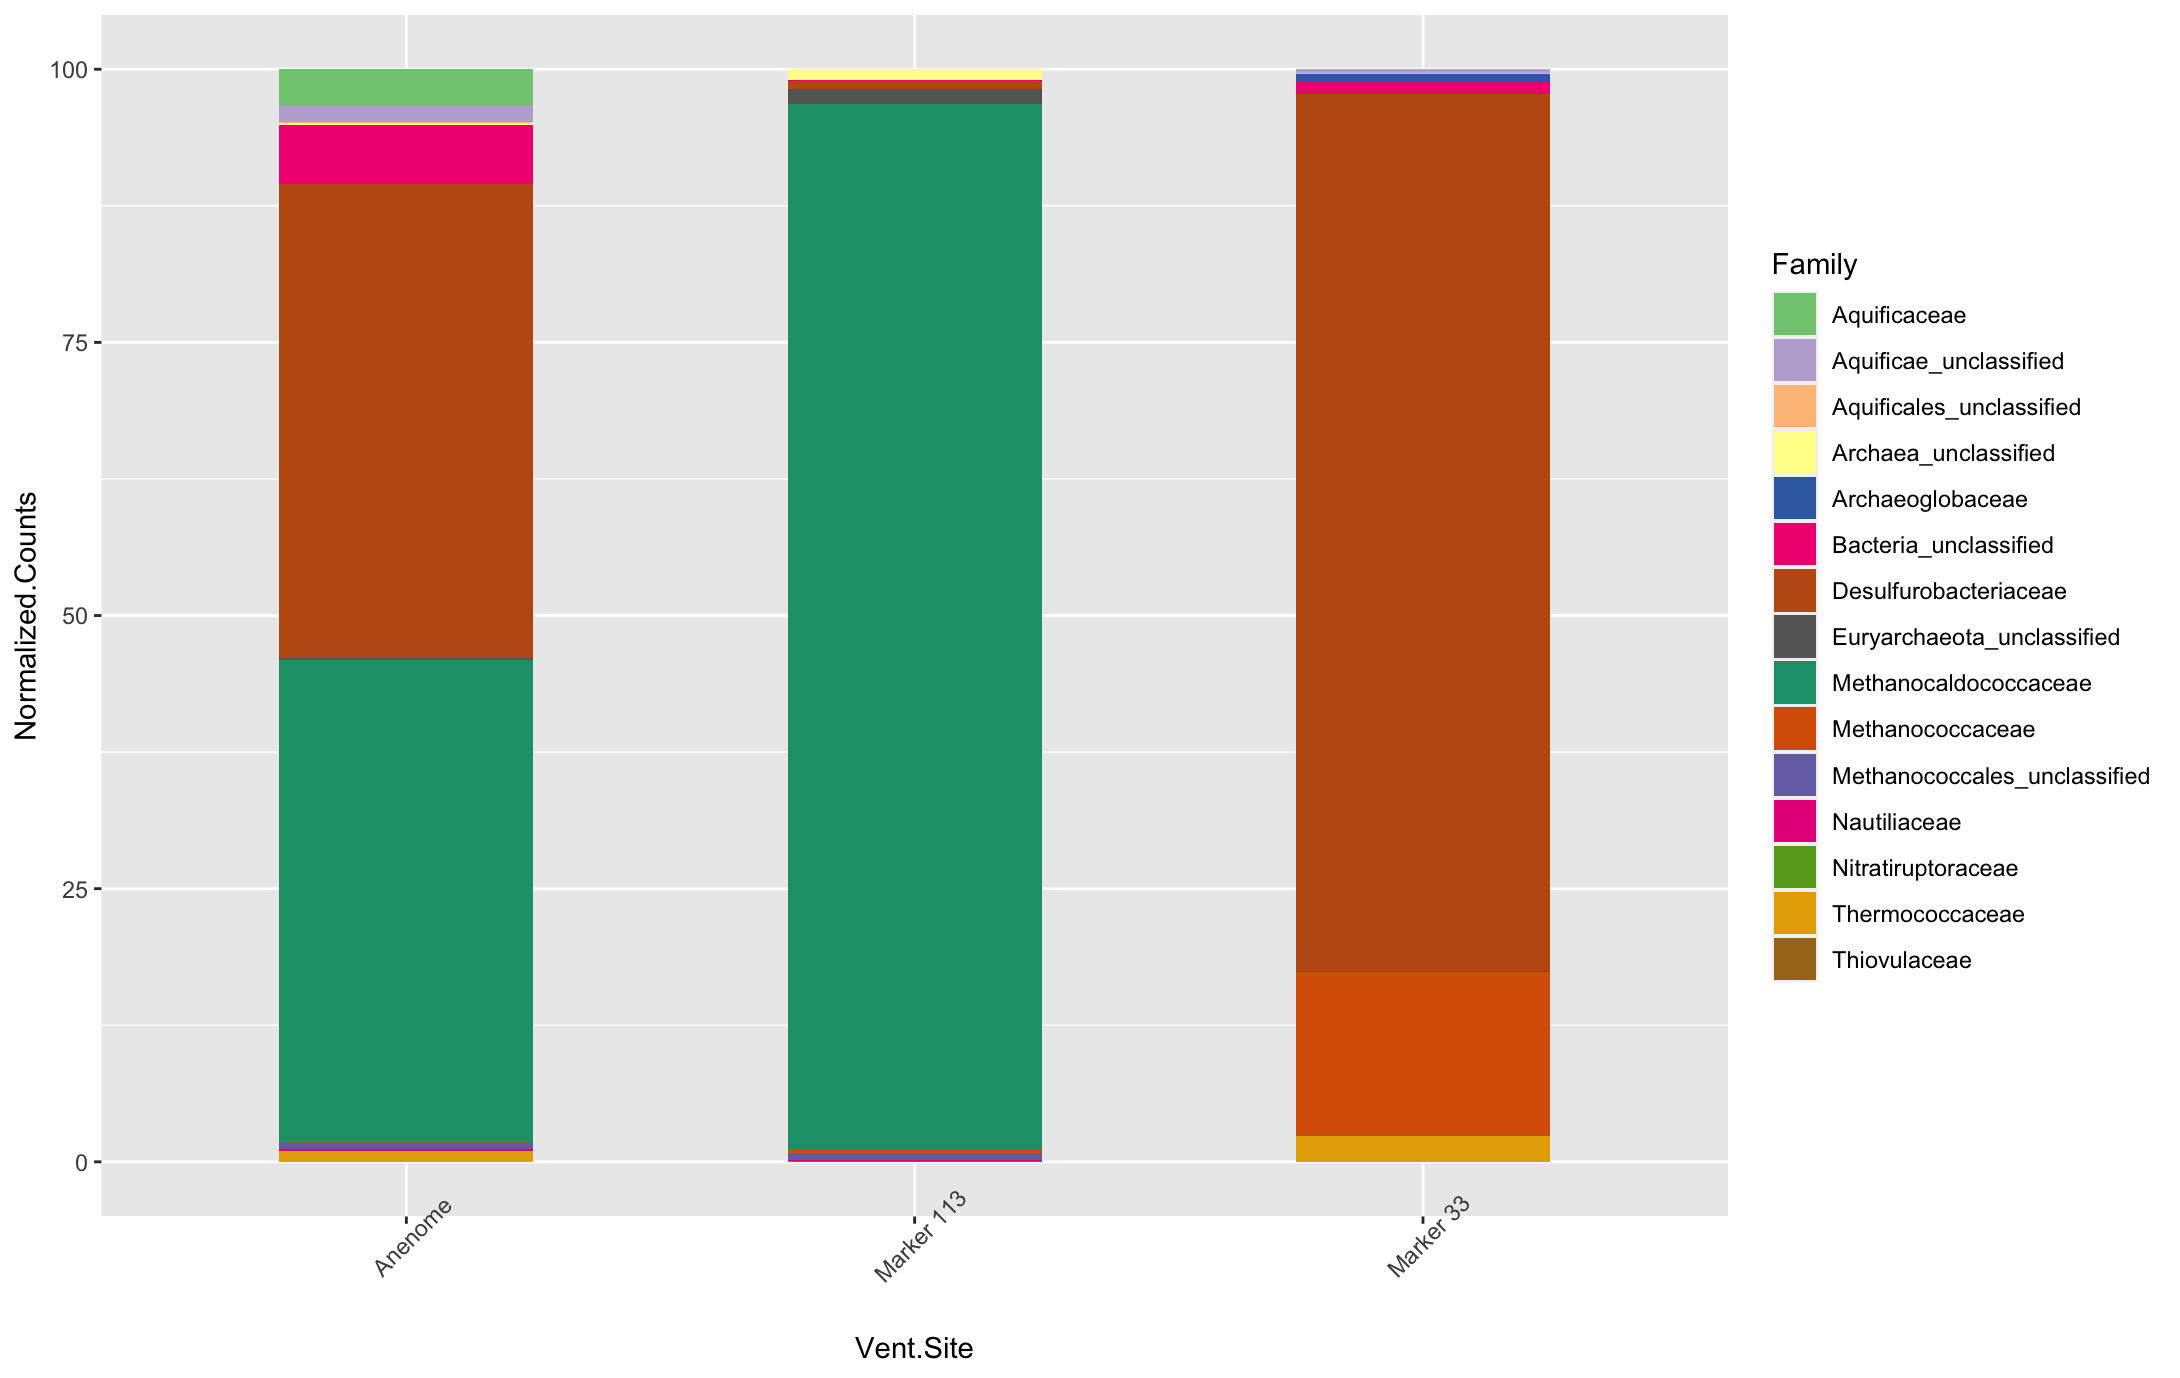 100
75
50
25
0
Normalized.Counts
Anenome
Marker 113
Marker 33
Vent.Site
Family
Aquificaceae
Aquificae_unclassified
Aquificales_unclassified
Archaea_unclassified
Archaeoglobaceae
Bacteria_unclassified
Desulfurobacteriaceae
Euryarchaeota_unclassified
Methanocaldococcaceae
Methanococcaceae
Methanococcales_unclassified
Nautiliaceae
Nitratiruptoraceae
Thermococcaceae
Thiovulaceae